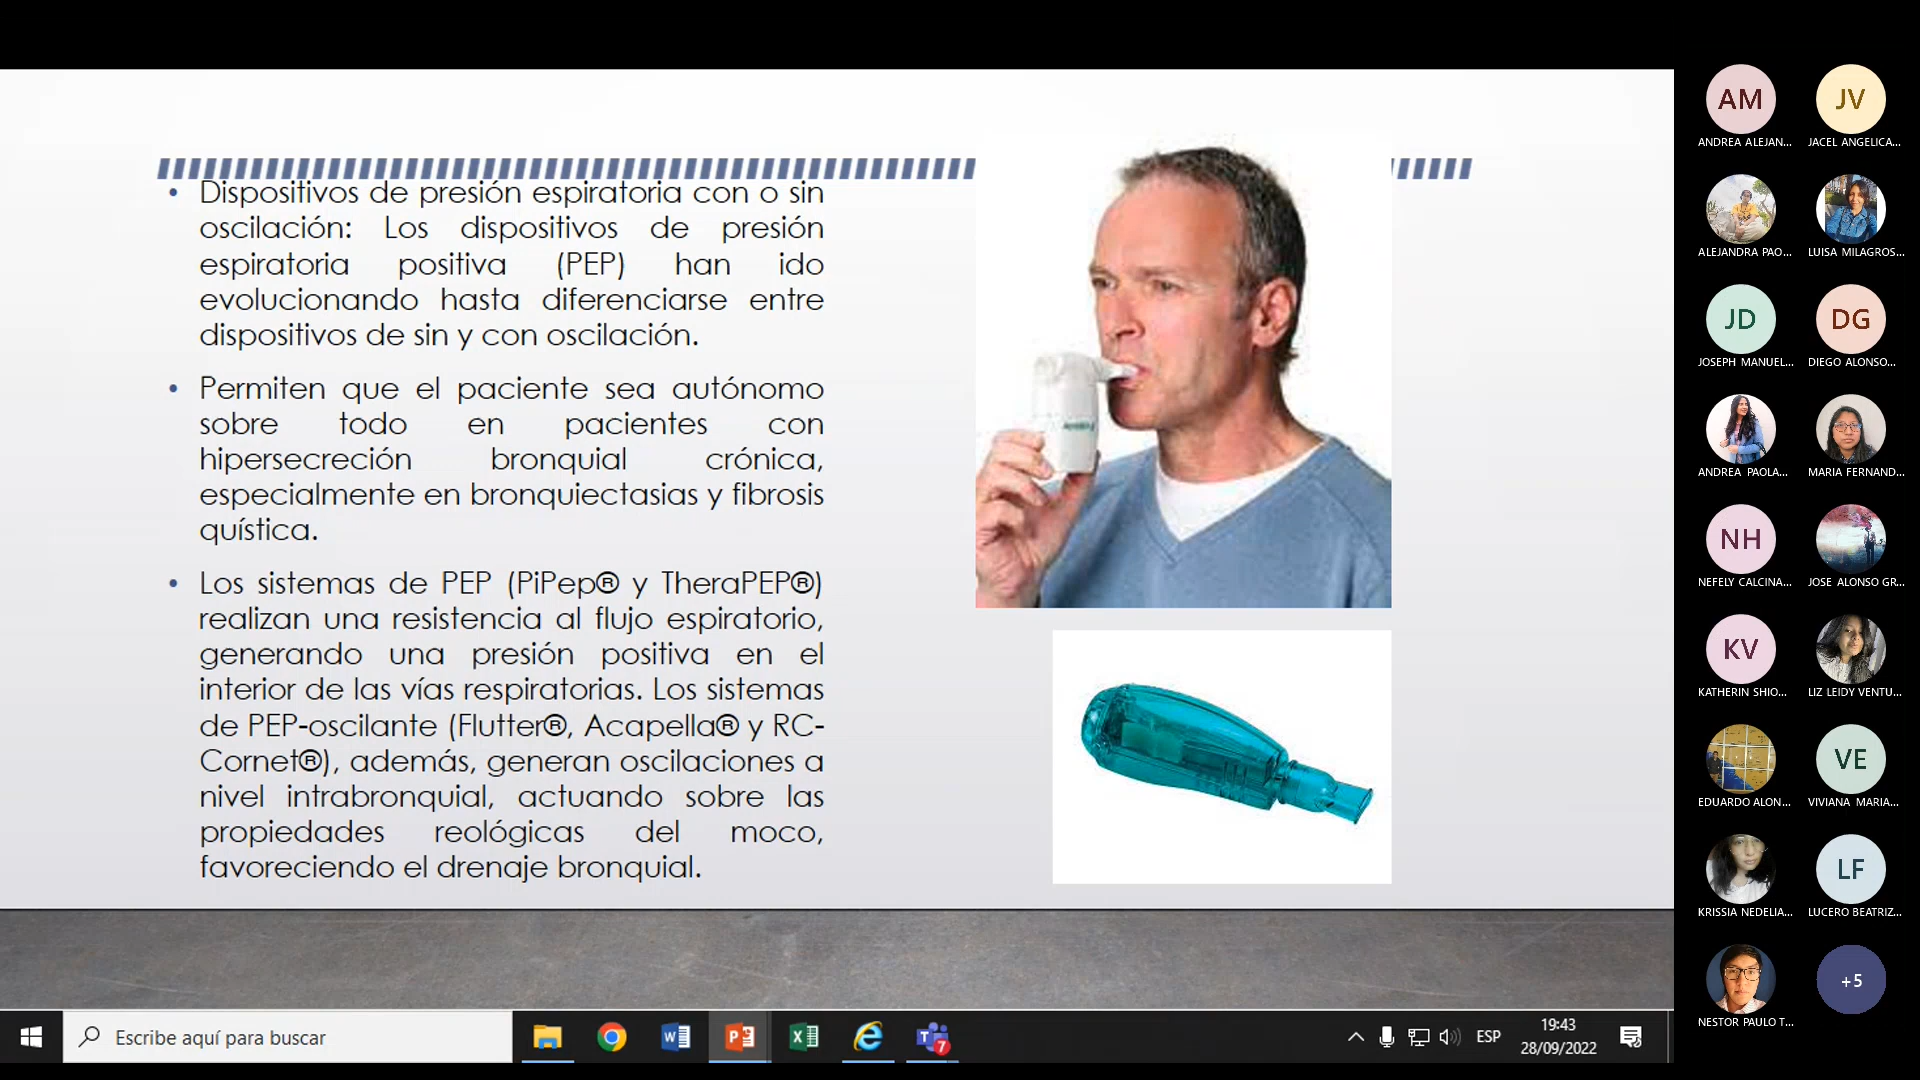 • Dispositivos de presión espiratoria con o sin
oscilación: Los dispositivos de presión
espiratoria positiva (PEP) han ido
evolucionando hasta diferenciarse entre
dispositivos de sin y con oscilación.
• Permiten que el paciente sea autónomo
sobre todo en pacientes con
hipersecreción bronquial crónica,
especialmente en bronquiectasias y fibrosis
quística.
• Los sistemas de PEP (PiPep® y TheraPEP®)
realizan una resistencia al flujo espiratorio,
generando una presión positiva en el
interior de las vías respiratorias. Los sistemas
de PEP-oscilante (Flutter®, Acapella® y RC-
Cornet®), además, generan oscilaciones a
nivel intrabronquial, actuando sobre las
propiedades reológicas del moco,
favoreciendo el drenaje bronquial.
AM JV
ANDREA ALEJAN... JACEL ANGELICA...
ALEJANDRA PAO... LUISA MILAGROS...
JD DG
JOSEPH MANUEL... DIEGO ALONSO...
ANDREA PAOLA... MARIA FERNAND...
NH
NEFELY CALCINA... JOSE ALONSO GR...
KV
KATHERIN SHIO... LIZ LEIDY VENTU...
VE
EDUARDO ALON... VIVIANA MARIA...
LF
KRISSIA NEDELIA... LUCERO BEATRIZ...
+5
NESTOR PAULO T...
Escribe aquí para buscar
7
ESP
19:43
28/09/2022